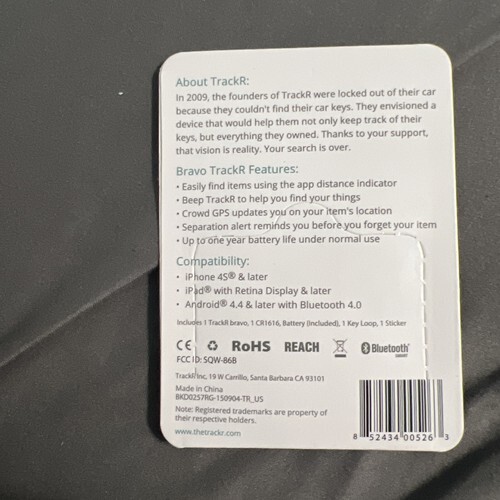 About TrackR:
In 2009, the founders of TrackR were locked out of their car
because they couldn't find their car keys. They envisioned a
device that would help them not only keep track of their
keys, but everything they owned. Thanks to your support,
that vision is reality. Your search is over.
Bravo TrackR Features:
• Easily find items using the app distance indicator
• Beep TrackR to help you find your things
• Crowd GPS updates you on your item's location
• Separation alert reminds you before you forget your item
• Up to one year battery life under normal use
Compatibility:
• iPhone 4S® & later
• iPad® with Retina Display & later
• Android® 4.4 & later with Bluetooth 4.0
Includes 1 TrackR bravo, 1 CR1616, Battery (included), 1 Key Loop, 1 Sticker
CE RoHS REACH Bluetooth®
SMART
FCC ID: SQW-86B
TrackR, Inc, 19 W Carrillo, Santa Barbara CA 93101
Made in China
BKD0257RG-150904-TR_US
Note: Registered trademarks are property of
their respective holders.
www.thetrackr.com
8 52434 00526 3